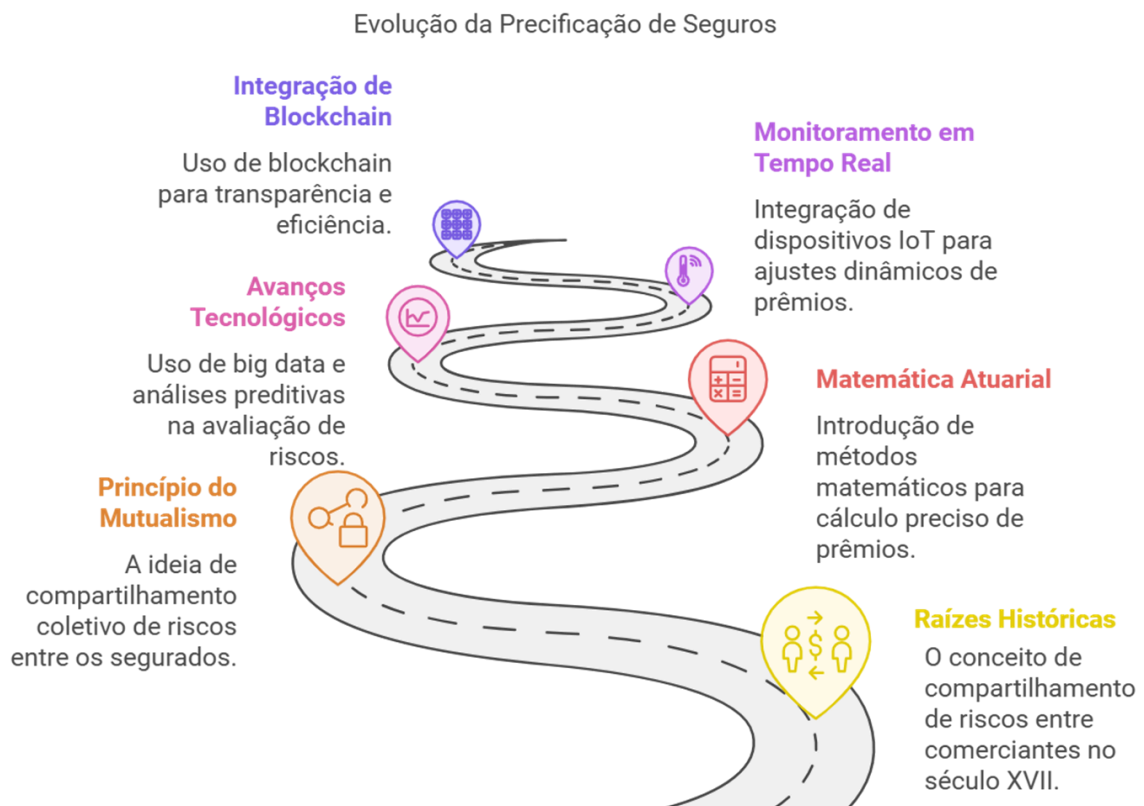 Evolução da Precificação de Seguros
Integração de
Blockchain
Uso de blockchain
para transparência e
eficiência.
Monitoramento em
Tempo Real
Integração de
dispositivos IoT para
ajustes dinâmicos de
prêmios.
Avanços
Tecnológicos
Uso de big data e
análises preditivas
na avaliação de
riscos.
Matemática Atuarial
Introdução de
métodos
matemáticos para
cálculo preciso de
prêmios.
Princípio do
Mutualismo
A ideia de
compartilhamento
coletivo de riscos
entre os segurados.
Raízes Históricas
O conceito de
compartilhamento
de riscos entre
comerciantes no
século XVII.